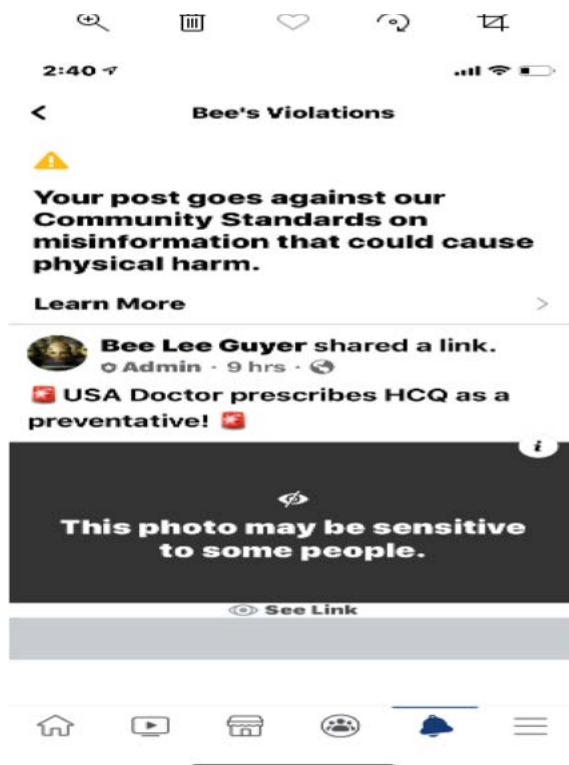 2:40
Bee's Violations
Your post goes against our
Community Standards on
misinformation that could cause
physical harm.
Learn More
Bee Lee Guyer shared a link.
Admin · 9 hrs ·
🚨 USA Doctor prescribes HCQ as a
preventative! 🚨
i
This photo may be sensitive
to some people.
See Link